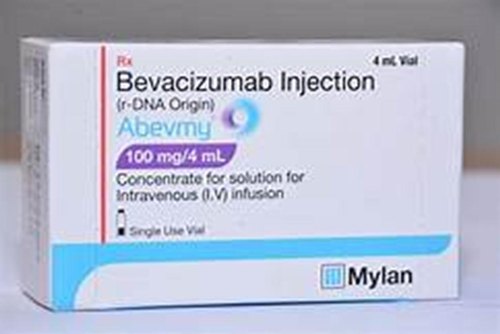 Rx
4 mL Vial
Bevacizumab Injection
(r-DNA Origin)
Abevmy
100 mg/4 mL
Concentrate for solution for
Intravenous (I.V) infusion
Single Use Vial
Mylan